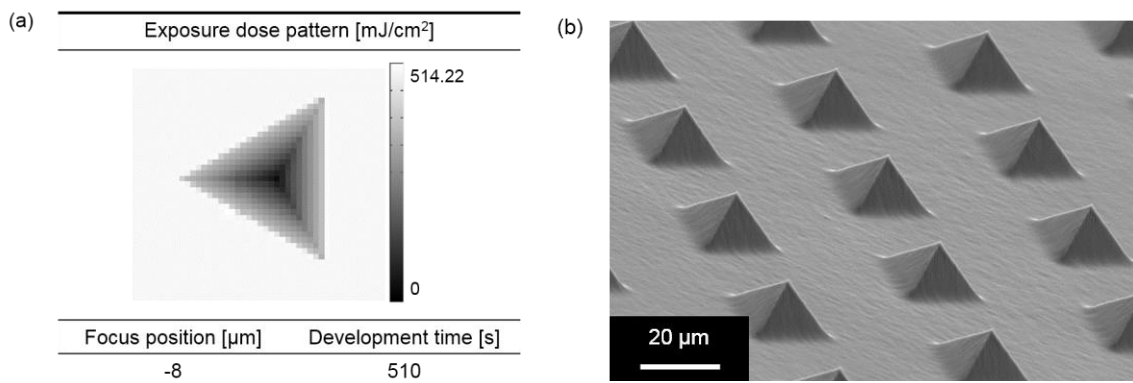 (a)
Exposure dose pattern [mJ/cm²]
514.22
0
Focus position [µm] Development time [s]
-8 510
(b)
20 µm